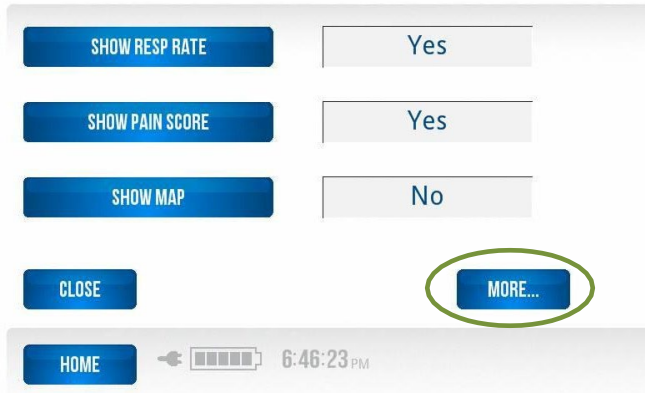 SHOW RESP RATE Yes
SHOW PAIN SCORE Yes
SHOW MAP No
CLOSE MORE...
HOME 6:46:23 PM